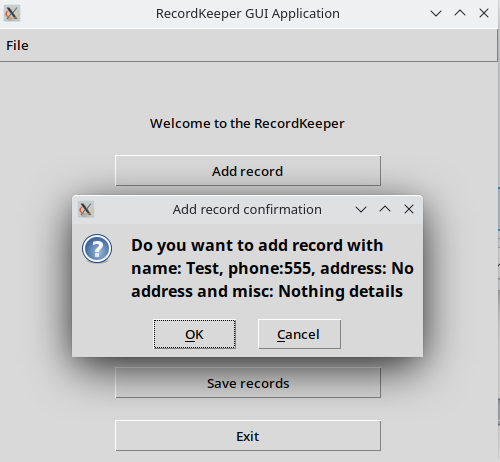 RecordKeeper GUI Application
File
Welcome to the RecordKeeper
Add record
Add record confirmation
Do you want to add record with
name: Test, phone:555, address: No
address and misc: Nothing details
OK
Cancel
Save records
Exit